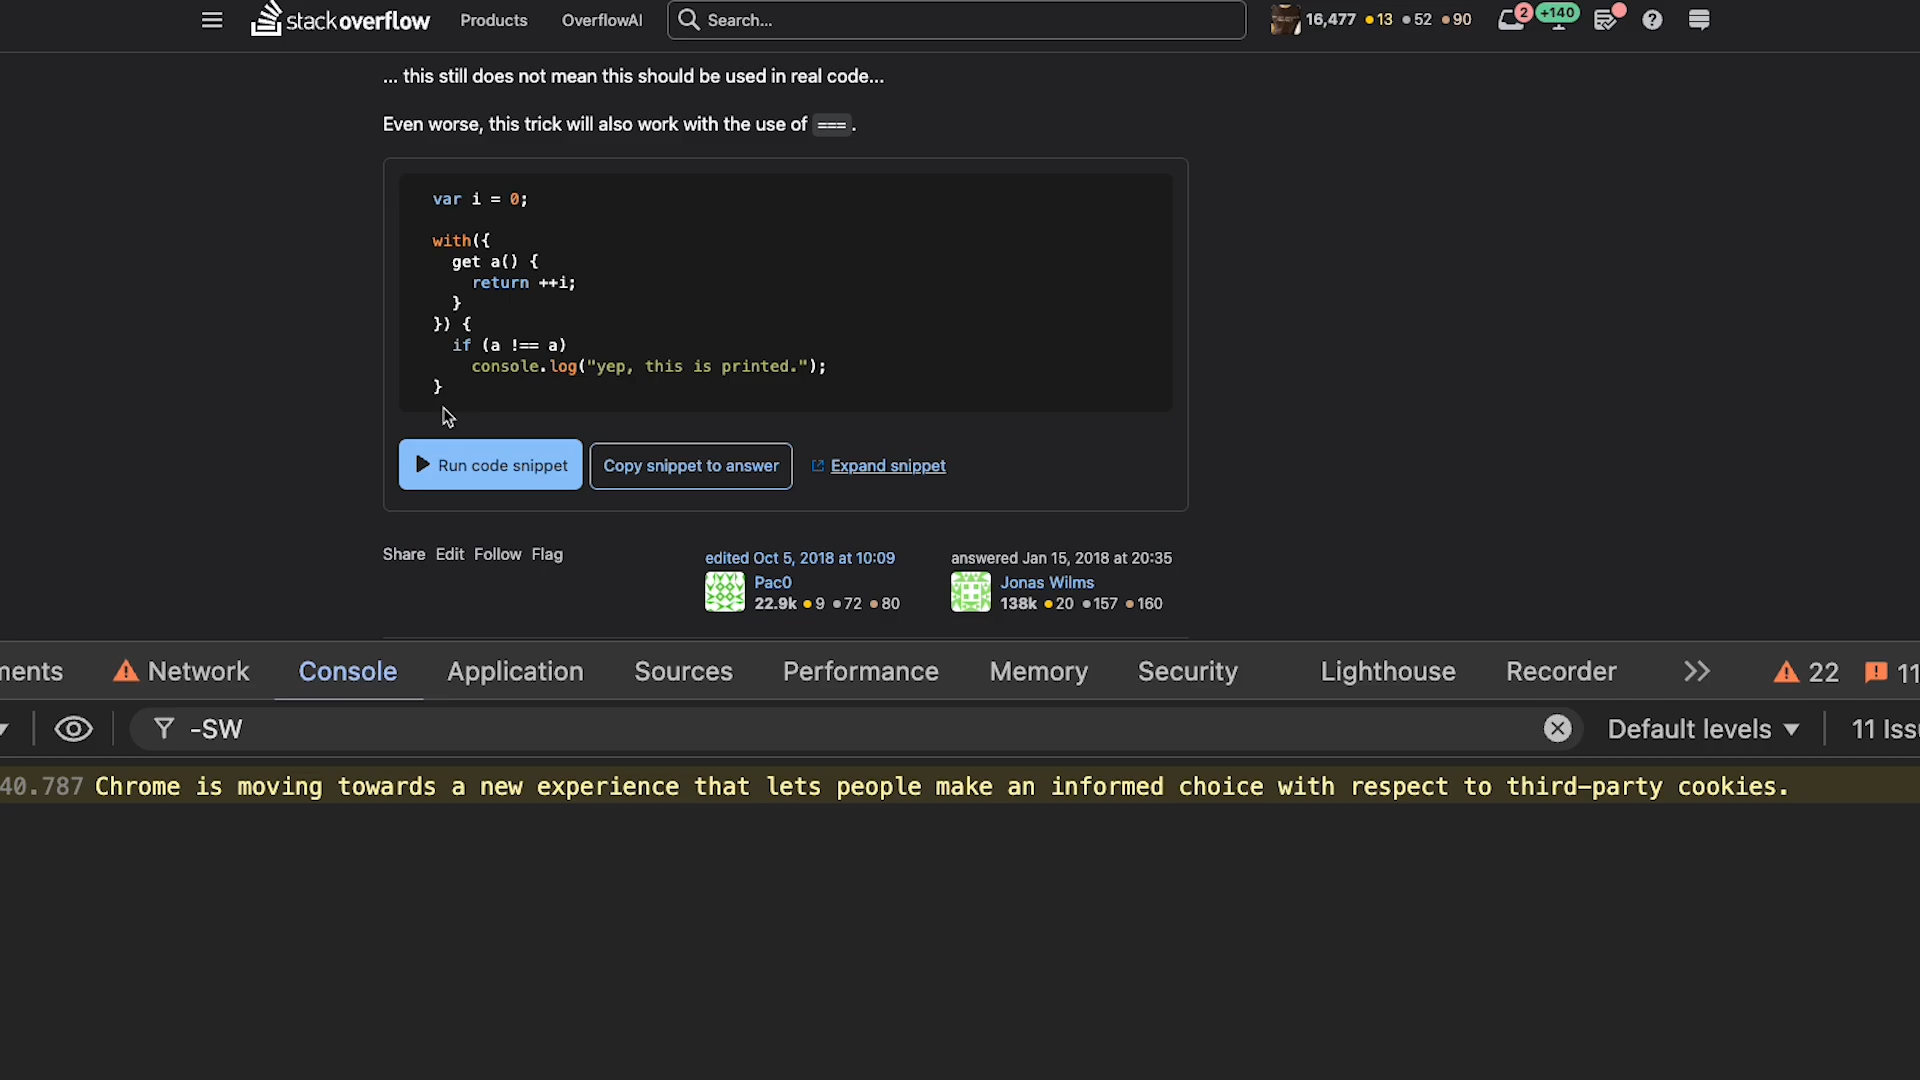 stackoverflow Products OverflowAI Search... 16,477 13 52 90 2 +140
... this still does not mean this should be used in real code...
Even worse, this trick will also work with the use of ===.
var i = 0;
with({
get a() {
return ++i;
}
}) {
if (a !== a)
console.log("yep, this is printed.");
}
Run code snippet Copy snippet to answer Expand snippet
Share Edit Follow Flag
edited Oct 5, 2018 at 10:09
Pac0
22.9k 9 72 80
answered Jan 15, 2018 at 20:35
Jonas Wilms
138k 20 157 160
ments Network Console Application Sources Performance Memory Security Lighthouse Recorder 22 11
-SW Default levels 11 Issu
40.787 Chrome is moving towards a new experience that lets people make an informed choice with respect to third-party cookies.